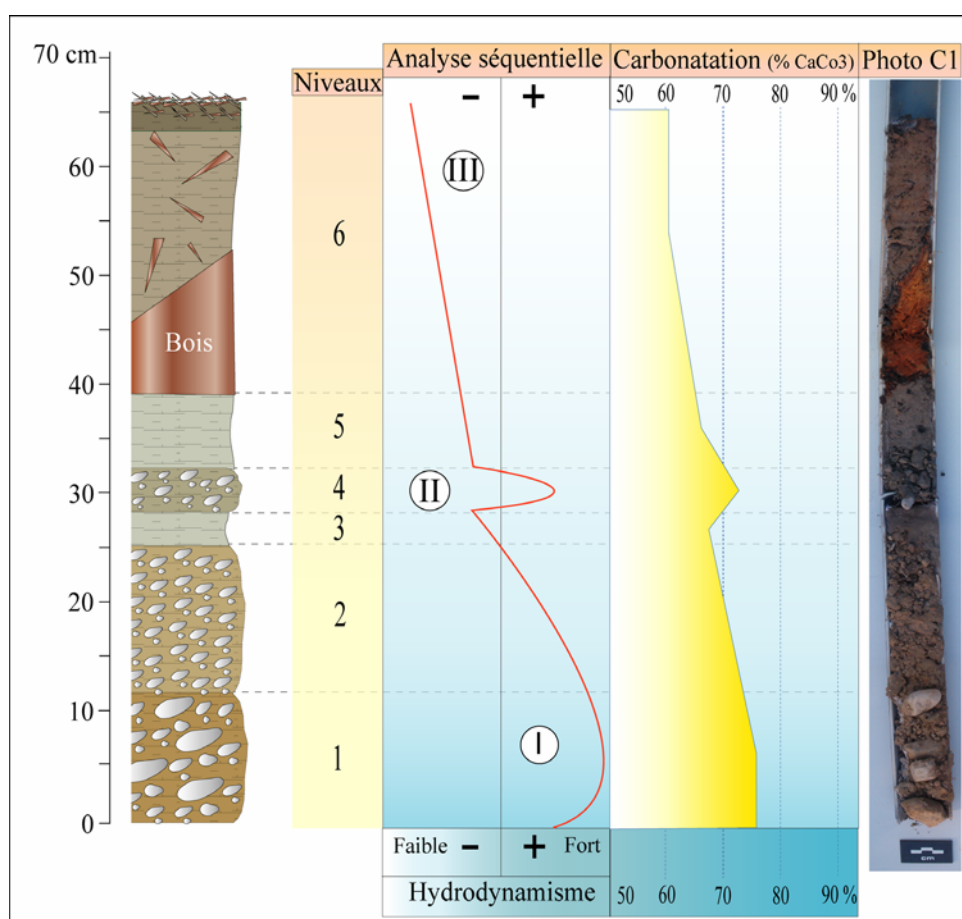 70 cm
Niveaux
Analyse séquentielle
Carbonatation (% CaCo3)
Photo C1
- +
50 60 70 80 90 %
60
50
40
30
20
10
0
Bois
6
5
4
3
2
1
III
II
I
Faible - + Fort
Hydrodynamisme
50 60 70 80 90 %
cm